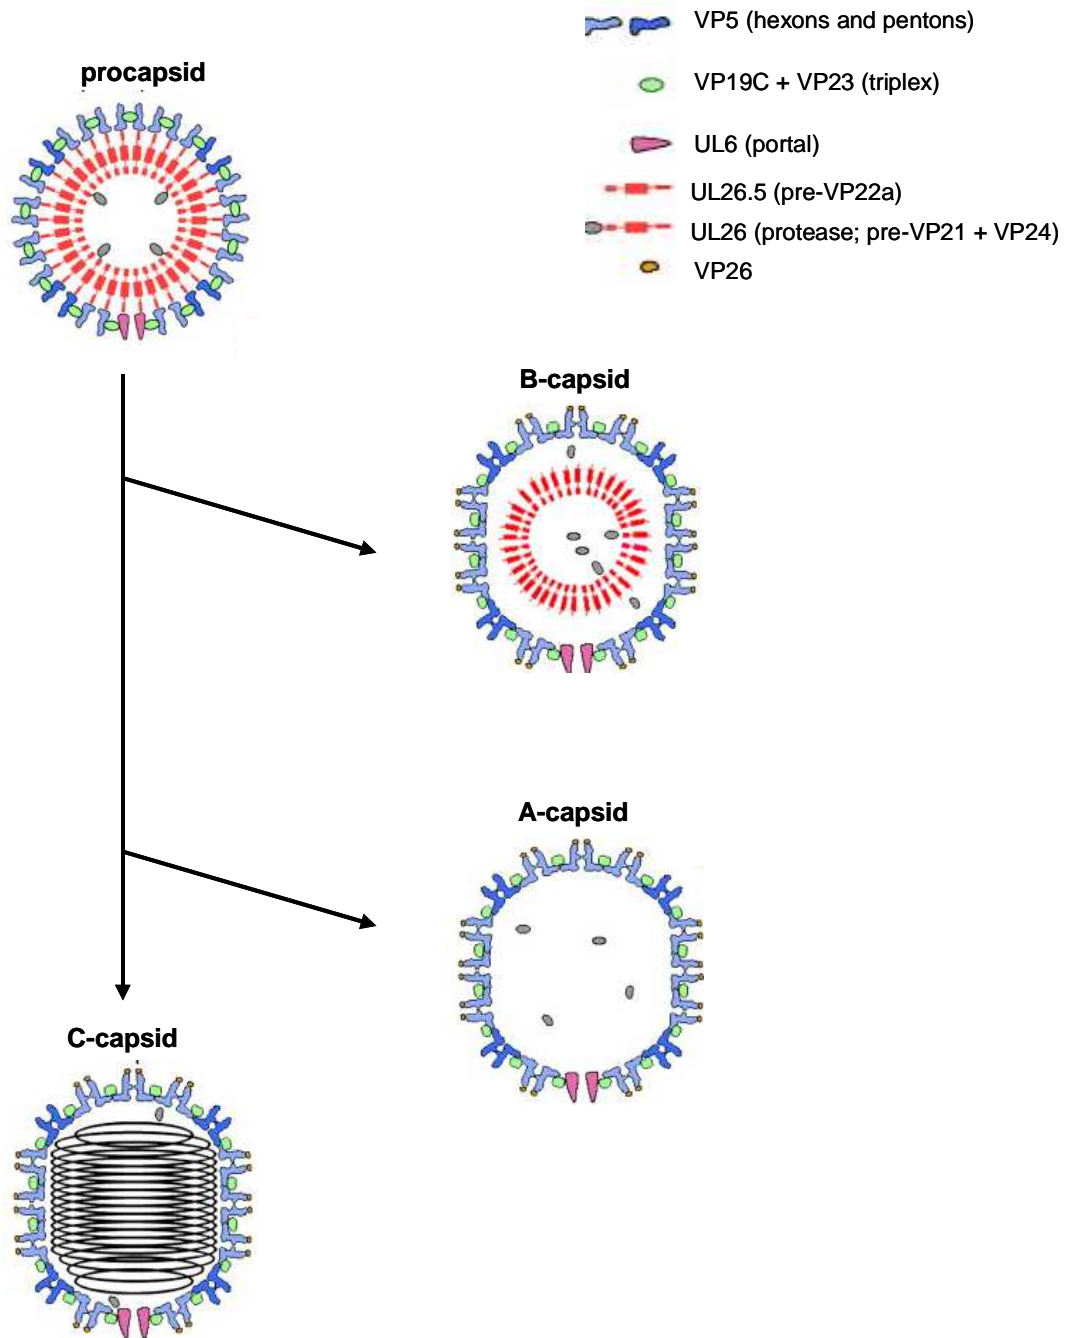 VP5 (hexons and pentons)
procapsid
VP19C + VP23 (triplex)
UL6 (portal)
UL26.5 (pre-VP22a)
UL26 (protease; pre-VP21 + VP24)
VP26
B-capsid
A-capsid
C-capsid